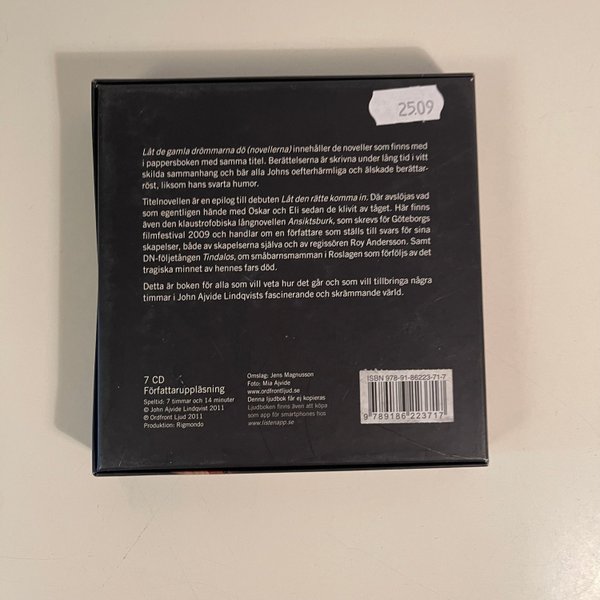 2509
Låt de gamla drömmarna dö (novellerna) innehåller de noveller som finns med
i pappersboken med samma titel. Berättelserna är skrivna under lång tid i vitt
skilda sammanhang och bär alla Johns oefterhärmliga och älskade berättar-
röst, liksom hans svarta humor.
Titelnovellen är en epilog till debuten Låt den rätte komma in. Där avslöjas vad
som egentligen hände med Oskar och Eli sedan de klivit av tåget. Här finns
även den klaustrofobiska långnovellen Ansiktsburk, som skrevs för Göteborgs
filmfestival 2009 och handlar om en författare som ställs till svars för sina
skapelser, både av skapelserna själva och av regissören Roy Andersson. Samt
DN-följetången Tindalos, om småbarnsmamman i Roslagen som förföljs av det
tragiska minnet av hennes fars död.
Detta är boken för alla som vill veta hur det går och som vill tillbringa några
timmar i John Ajvide Lindqvists fascinerande och skrämmande värld.
7 CD
Författaruppläsning
Speltid: 7 timmar och 14 minuter
© John Ajvide Lindqvist 2011
℗ Ordfront Ljud 2011
Produktion: Rigmondo
Omslag: Jens Magnusson
Foto: Mia Ajvide
www.ordfrontljud.se
Denna ljudbok får ej kopieras
Ljudboken finns även att köpa
som app för smartphones hos
www.listenapp.se
ISBN 978-91-86223-71-7
9 789186 223717